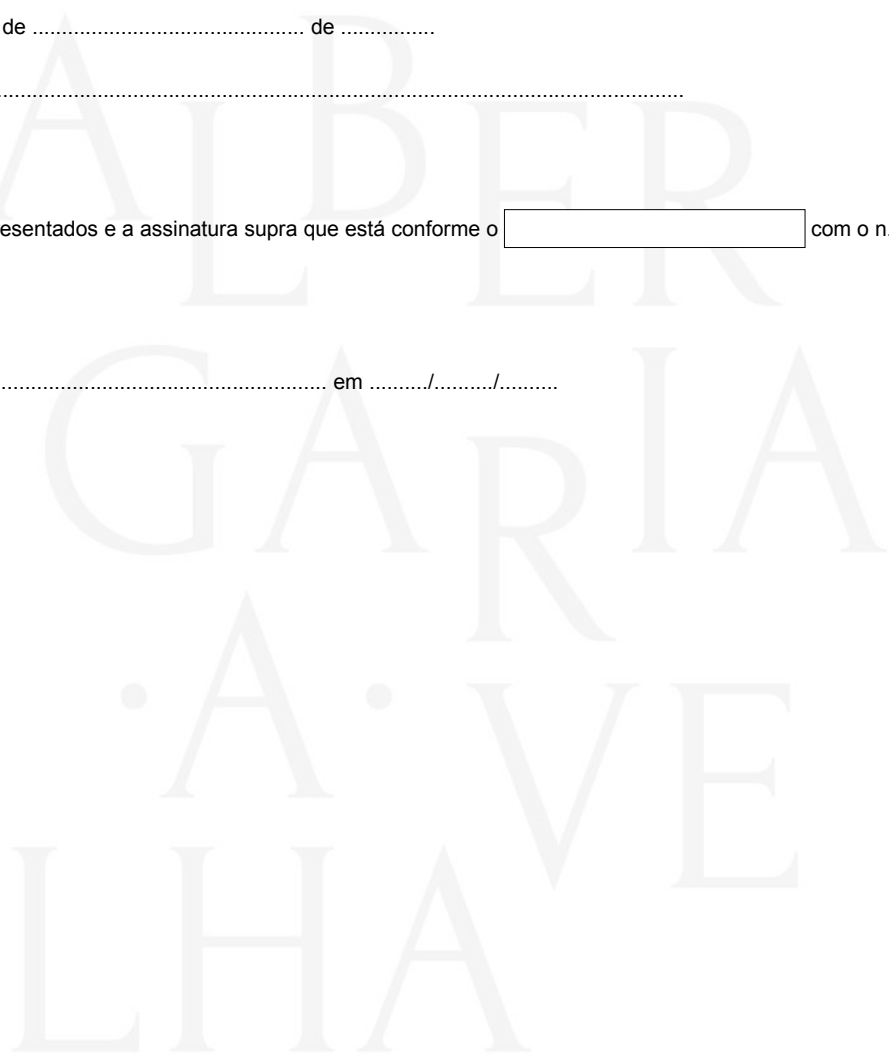 de .............................................. de ................
....................................................................................................................
esentados e a assinatura supra que está conforme o com o n.
....................................................... em ........../........../..........
ALBER
GARIA
·A·VE
LHA